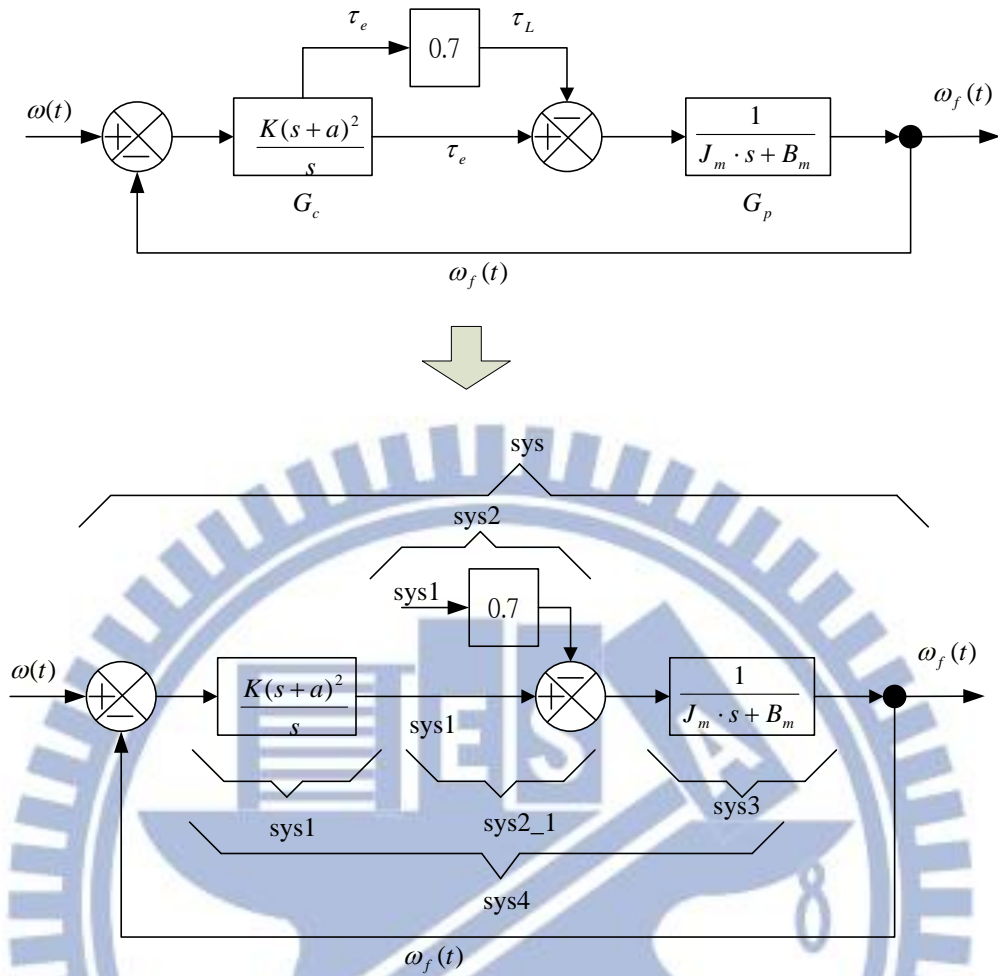 τ_e
0.7
τ_L
ω(t)
+
−
K(s+a)^2
s
τ_e
+
−
1
J_m · s + B_m
ω_f(t)
G_c
G_p
ω_f(t)
sys
sys2
sys1
0.7
ω(t)
+
−
K(s+a)^2
s
sys1
+
−
1
J_m · s + B_m
ω_f(t)
E S A
sys1
sys2_1
sys3
sys4
8
ω_f(t)